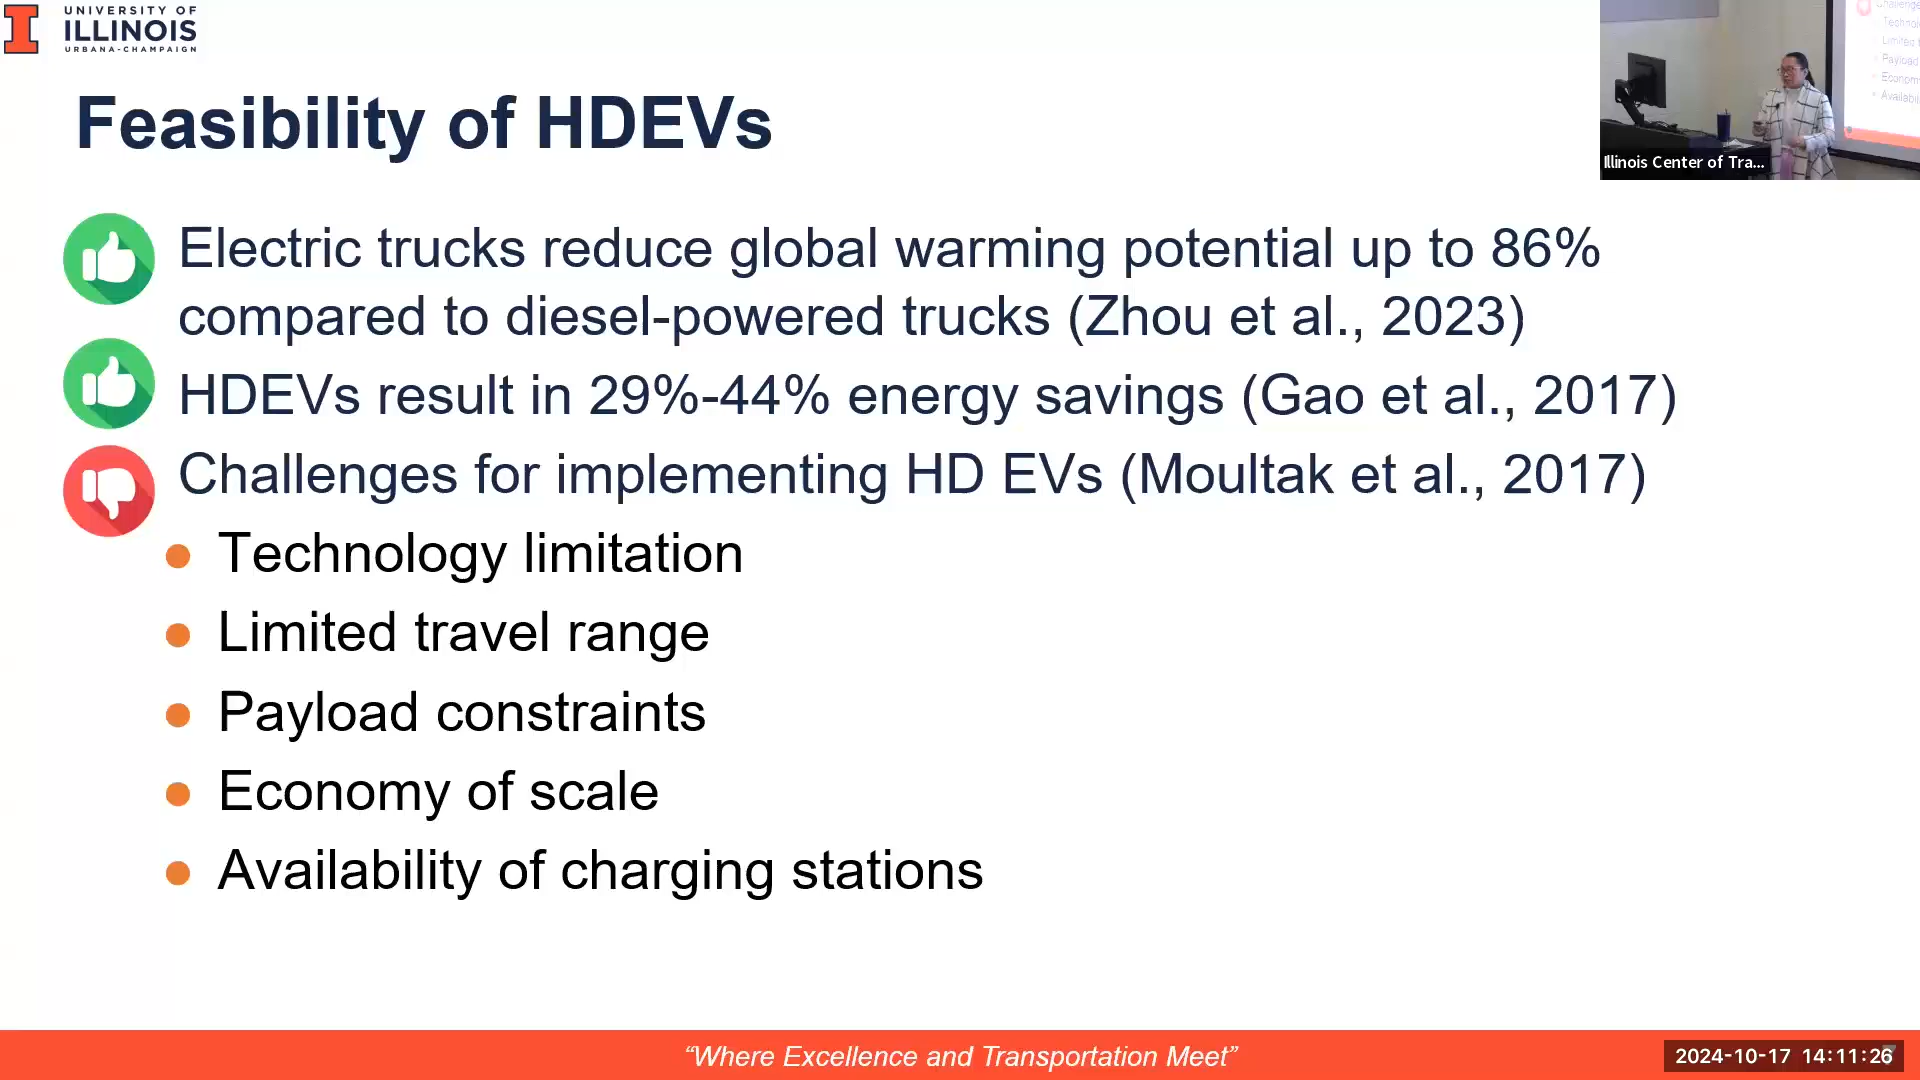 UNIVERSITY OF
ILLINOIS
URBANA-CHAMPAIGN
Feasibility of HDEVs
Electric trucks reduce global warming potential up to 86%
compared to diesel-powered trucks (Zhou et al., 2023)
HDEVs result in 29%-44% energy savings (Gao et al., 2017)
Challenges for implementing HD EVs (Moultak et al., 2017)
Technology limitation
Limited travel range
Payload constraints
Economy of scale
Availability of charging stations
Illinois Center of Tra...
“Where Excellence and Transportation Meet”
2024-10-17 14:11:26